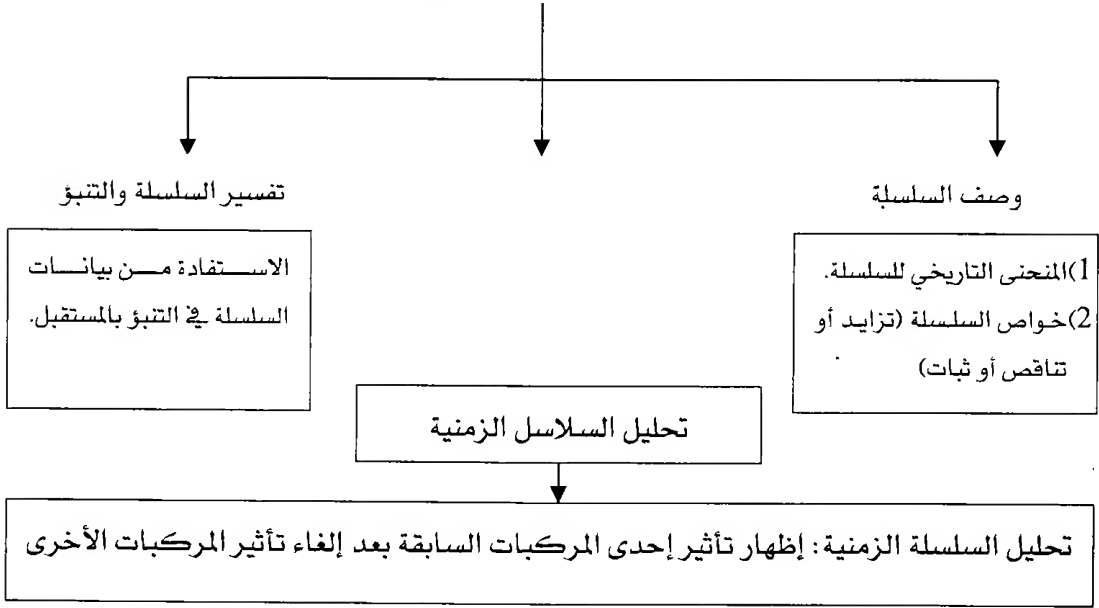 وصف السلسلة
1)المنحنى التاريخي للسلسلة.
2)خواص السلسلة (تزايد أو
تناقص أو ثبات)
تفسير السلسلة والتنبؤ
الاستفادة من بيانات
السلسلة في التنبؤ بالمستقبل.
تحليل السلاسل الزمنية
تحليل السلسلة الزمنية: إظهار تأثير إحدى المركبات السابقة بعد إلغاء تأثير المركبات الأخرى